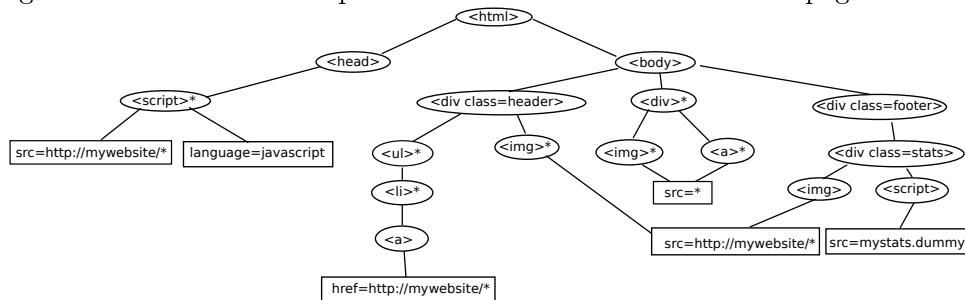 <html>
<head>
<body>
<script>*
<div class=header>
<div>*
<div class=footer>
src=http://mywebsite/*
language=javascript
<ul>*
<img>*
<img>*
<a>*
<div class=stats>
<li>*
src=*
<img>
<script>
<a>
src=http://mywebsite/*
src=mystats.dummy
href=http://mywebsite/*